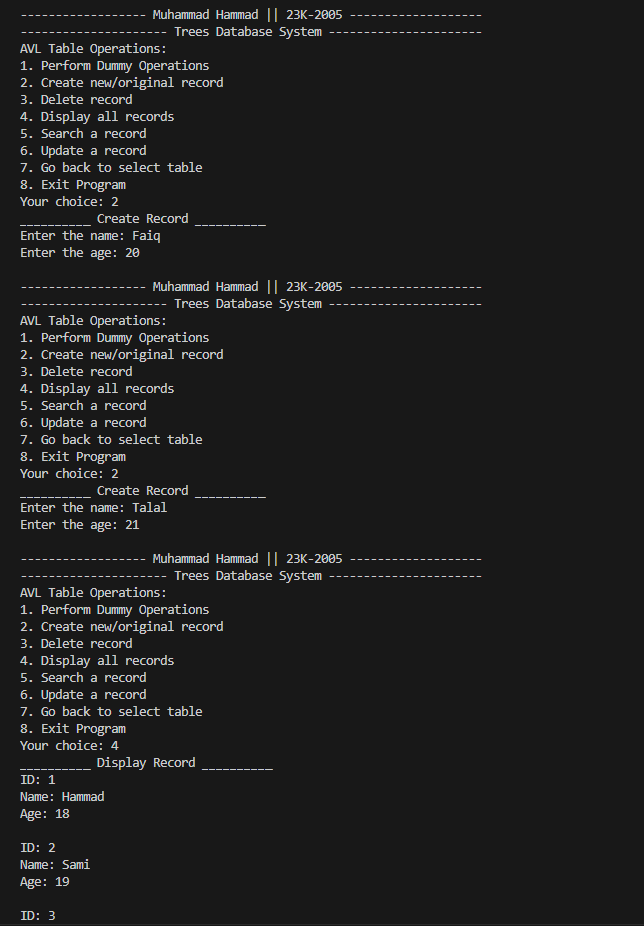 ------------------ Muhammad Hammad || 23K-2005 -------------------
--------------------- Trees Database System ----------------------
AVL Table Operations:
1. Perform Dummy Operations
2. Create new/original record
3. Delete record
4. Display all records
5. Search a record
6. Update a record
7. Go back to select table
8. Exit Program
Your choice: 2
__________ Create Record __________
Enter the name: Faiq
Enter the age: 20

------------------ Muhammad Hammad || 23K-2005 -------------------
--------------------- Trees Database System ----------------------
AVL Table Operations:
1. Perform Dummy Operations
2. Create new/original record
3. Delete record
4. Display all records
5. Search a record
6. Update a record
7. Go back to select table
8. Exit Program
Your choice: 2
__________ Create Record __________
Enter the name: Talal
Enter the age: 21

------------------ Muhammad Hammad || 23K-2005 -------------------
--------------------- Trees Database System ----------------------
AVL Table Operations:
1. Perform Dummy Operations
2. Create new/original record
3. Delete record
4. Display all records
5. Search a record
6. Update a record
7. Go back to select table
8. Exit Program
Your choice: 4
__________ Display Record __________
ID: 1
Name: Hammad
Age: 18

ID: 2
Name: Sami
Age: 19

ID: 3